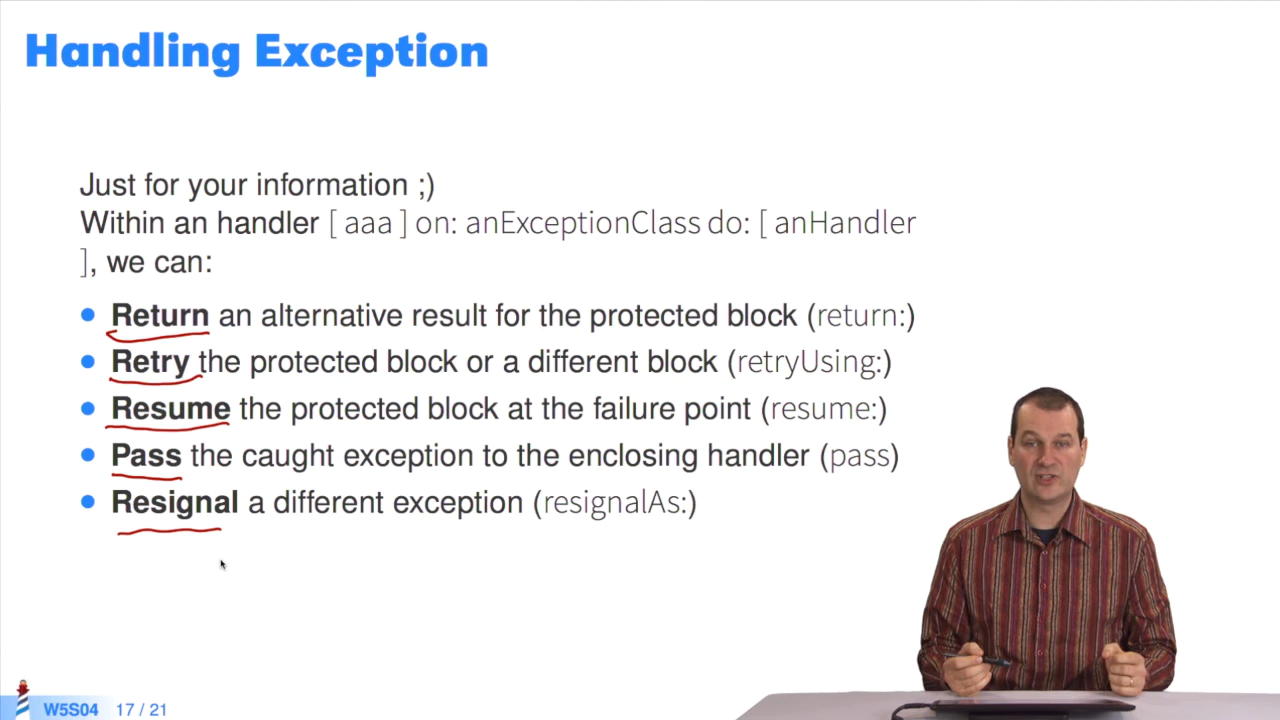 Handling Exception
Just for your information ;)
Within an handler [ aaa ] on: anExceptionClass do: [ anHandler
], we can:
Return an alternative result for the protected block (return:)
Retry the protected block or a different block (retryUsing:)
Resume the protected block at the failure point (resume:)
Pass the caught exception to the enclosing handler (pass)
Resignal a different exception (resignalAs:)
W5S04 17 / 21